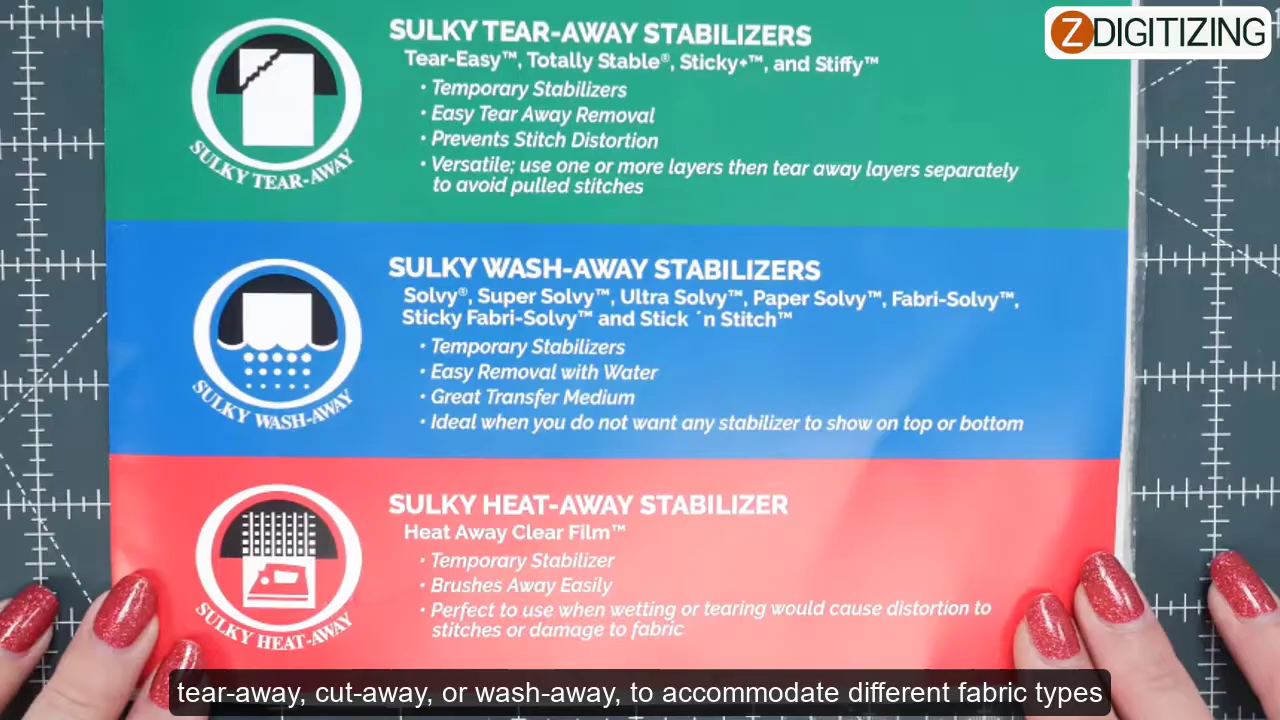 ZDIGITIZING
SULKY TEAR-AWAY STABILIZERS
Tear-Easy™, Totally Stable®, Sticky+™, and Stiffy™
• Temporary Stabilizers
• Easy Tear Away Removal
• Prevents Stitch Distortion
• Versatile; use one or more layers then tear away layers separately
to avoid pulled stitches
SULKY TEAR-AWAY
SULKY WASH-AWAY STABILIZERS
Solvy®, Super Solvy™, Ultra Solvy™, Paper Solvy™, Fabri-Solvy™,
Sticky Fabri-Solvy™ and Stick ´n Stitch™
• Temporary Stabilizers
• Easy Removal with Water
• Great Transfer Medium
• Ideal when you do not want any stabilizer to show on top or bottom
SULKY WASH-AWAY
SULKY HEAT-AWAY STABILIZER
Heat Away Clear Film™
• Temporary Stabilizer
• Brushes Away Easily
• Perfect to use when wetting or tearing would cause distortion to
stitches or damage to fabric
SULKY HEAT-AWAY
tear-away, cut-away, or wash-away, to accommodate different fabric types